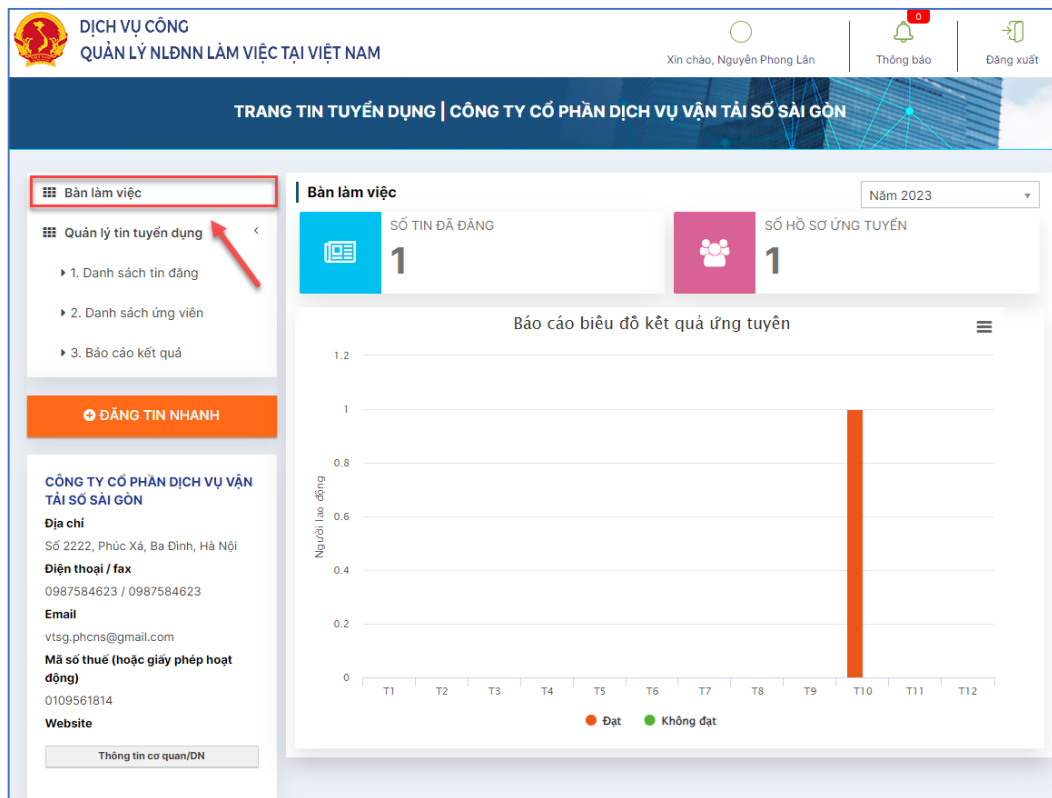 DỊCH VỤ CÔNG
QUẢN LÝ NLĐNN LÀM VIỆC TẠI VIỆT NAM
Xin chào, Nguyễn Phong Lân
0
Thông báo
Đăng xuất
TRANG TIN TUYỂN DỤNG | CÔNG TY CỔ PHẦN DỊCH VỤ VẬN TẢI SỐ SÀI GÒN
Bàn làm việc
Quản lý tin tuyển dụng
1. Danh sách tin đăng
2. Danh sách ứng viên
3. Báo cáo kết quả
ĐĂNG TIN NHANH
CÔNG TY CỔ PHẦN DỊCH VỤ VẬN
TẢI SỐ SÀI GÒN
Địa chỉ
Số 2222, Phúc Xá, Ba Đình, Hà Nội
Điện thoại / fax
0987584623 / 0987584623
Email
vtsg.phcns@gmail.com
Mã số thuế (hoặc giấy phép hoạt
động)
0109561814
Website
Thông tin cơ quan/DN
Bàn làm việc
Năm 2023
SỐ TIN ĐÃ ĐĂNG
1
SỐ HỒ SƠ ỨNG TUYỂN
1
Báo cáo biểu đồ kết quả ứng tuyển
Người lao động
1.2
1
0.8
0.6
0.4
0.2
0
T1 T2 T3 T4 T5 T6 T7 T8 T9 T10 T11 T12
Đạt Không đạt